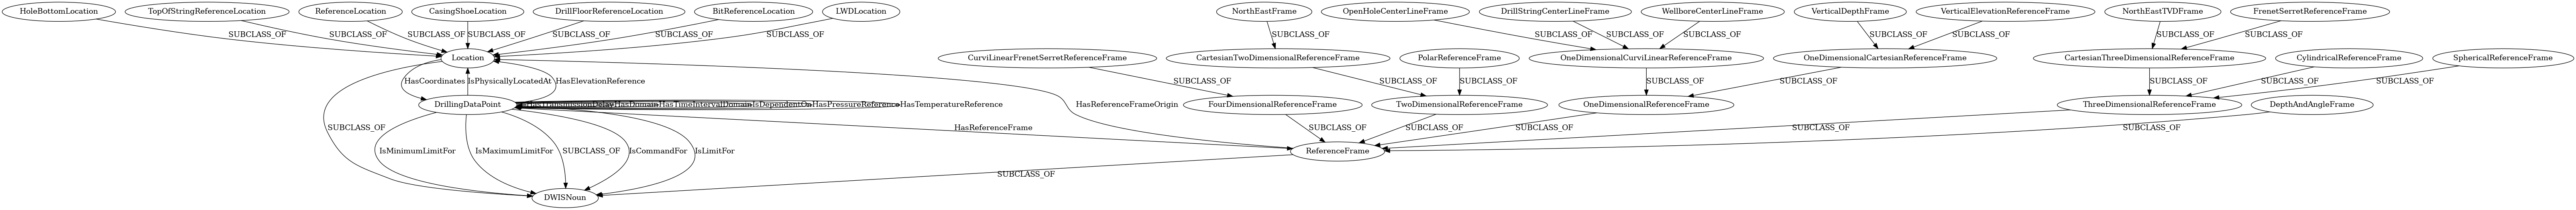 HoleBottomLocation TopOfStringReferenceLocation ReferenceLocation CasingShoeLocation DrillFloorReferenceLocation BitReferenceLocation LWDLocation NorthEastFrame OpenHoleCenterLineFrame DrillStringCenterLineFrame WellboreCenterLineFrame VerticalDepthFrame VerticalElevationReferenceFrame NorthEastTVDFrame FrenetSerretReferenceFrame
SUBCLASS_OF SUBCLASS_OF SUBCLASS_OF SUBCLASS_OF SUBCLASS_OF SUBCLASS_OF SUBCLASS_OF SUBCLASS_OF SUBCLASS_OF SUBCLASS_OF SUBCLASS_OF SUBCLASS_OF SUBCLASS_OF SUBCLASS_OF SUBCLASS_OF
Location CurviLinearFrenetSerretReferenceFrame CartesianTwoDimensionalReferenceFrame PolarReferenceFrame OneDimensionalCurviLinearReferenceFrame OneDimensionalCartesianReferenceFrame CartesianThreeDimensionalReferenceFrame CylindricalReferenceFrame SphericalReferenceFrame
HasCoordinates IsPhysicallyLocatedAt HasElevationReference SUBCLASS_OF SUBCLASS_OF SUBCLASS_OF SUBCLASS_OF SUBCLASS_OF SUBCLASS_OF SUBCLASS_OF SUBCLASS_OF
DrillingDataPoint HasTransmissionDelay HasDomain HasTimeIntervalDomain IsDependentOn HasPressureReference HasTemperatureReference HasReferenceFrameOrigin FourDimensionalReferenceFrame TwoDimensionalReferenceFrame OneDimensionalReferenceFrame ThreeDimensionalReferenceFrame DepthAndAngleFrame
SUBCLASS_OF HasReferenceFrame SUBCLASS_OF SUBCLASS_OF SUBCLASS_OF SUBCLASS_OF SUBCLASS_OF
IsMinimumLimitFor IsMaximumLimitFor SUBCLASS_OF IsCommandFor IsLimitFor ReferenceFrame
SUBCLASS_OF
DWISNoun